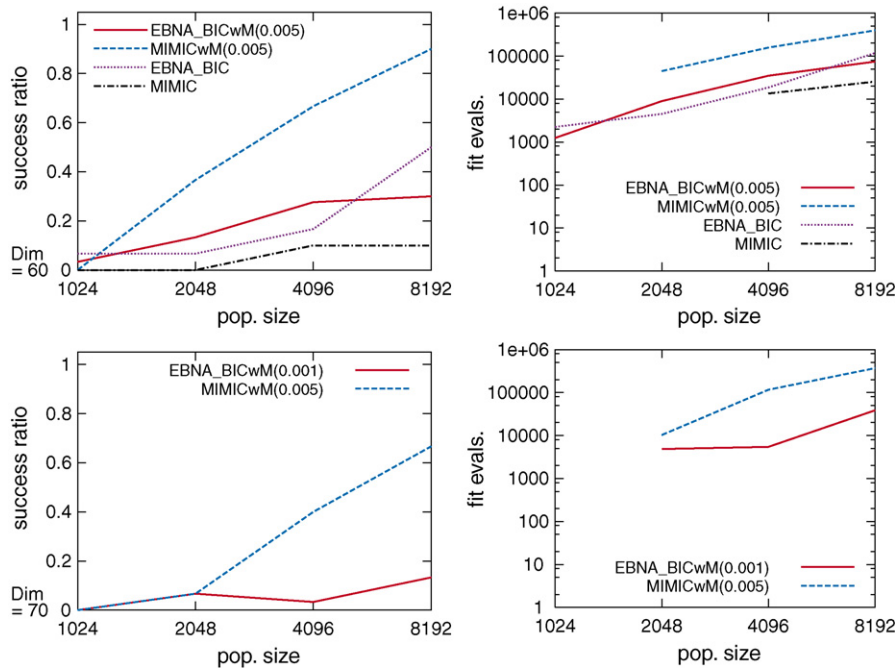 EBNA_BICwM(0.005)
MIMICwM(0.005)
EBNA_BIC
MIMIC
success ratio
1
0.8
0.6
0.4
0.2
0
Dim
= 60
1024
2048
4096
8192
pop. size
1e+06
100000
10000
1000
100
10
1
fit evals.
EBNA_BICwM(0.005)
MIMICwM(0.005)
EBNA_BIC
MIMIC
1024
2048
4096
8192
pop. size
EBNA_BICwM(0.001)
MIMICwM(0.005)
success ratio
1
0.8
0.6
0.4
0.2
0
Dim
= 70
1024
2048
4096
8192
pop. size
1e+06
100000
10000
1000
100
10
1
fit evals.
EBNA_BICwM(0.001)
MIMICwM(0.005)
1024
2048
4096
8192
pop. size